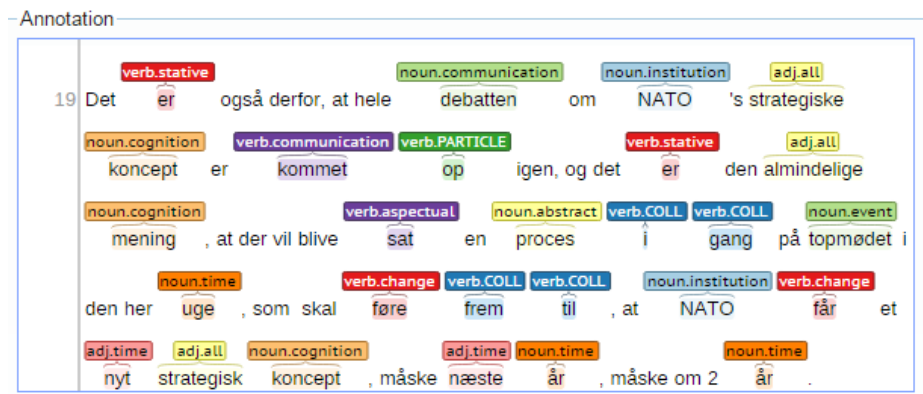 Annotation
verb.stative noun.communication noun.institution adj.all
19 Det er også derfor, at hele debatten om NATO 's strategiske
noun.cognition verb.communication verb.PARTICLE verb.stative adj.all
koncept er kommet op igen, og det er den almindelige
noun.cognition verb.aspectual noun.abstract verb.COLL verb.COLL noun.event
mening , at der vil blive sat en proces i gang på topmødet i
noun.time verb.change verb.COLL verb.COLL noun.institution verb.change
den her uge , som skal føre frem til , at NATO får et
adj.time adj.all noun.cognition adj.time noun.time noun.time
nyt strategisk koncept , måske næste år , måske om 2 år .